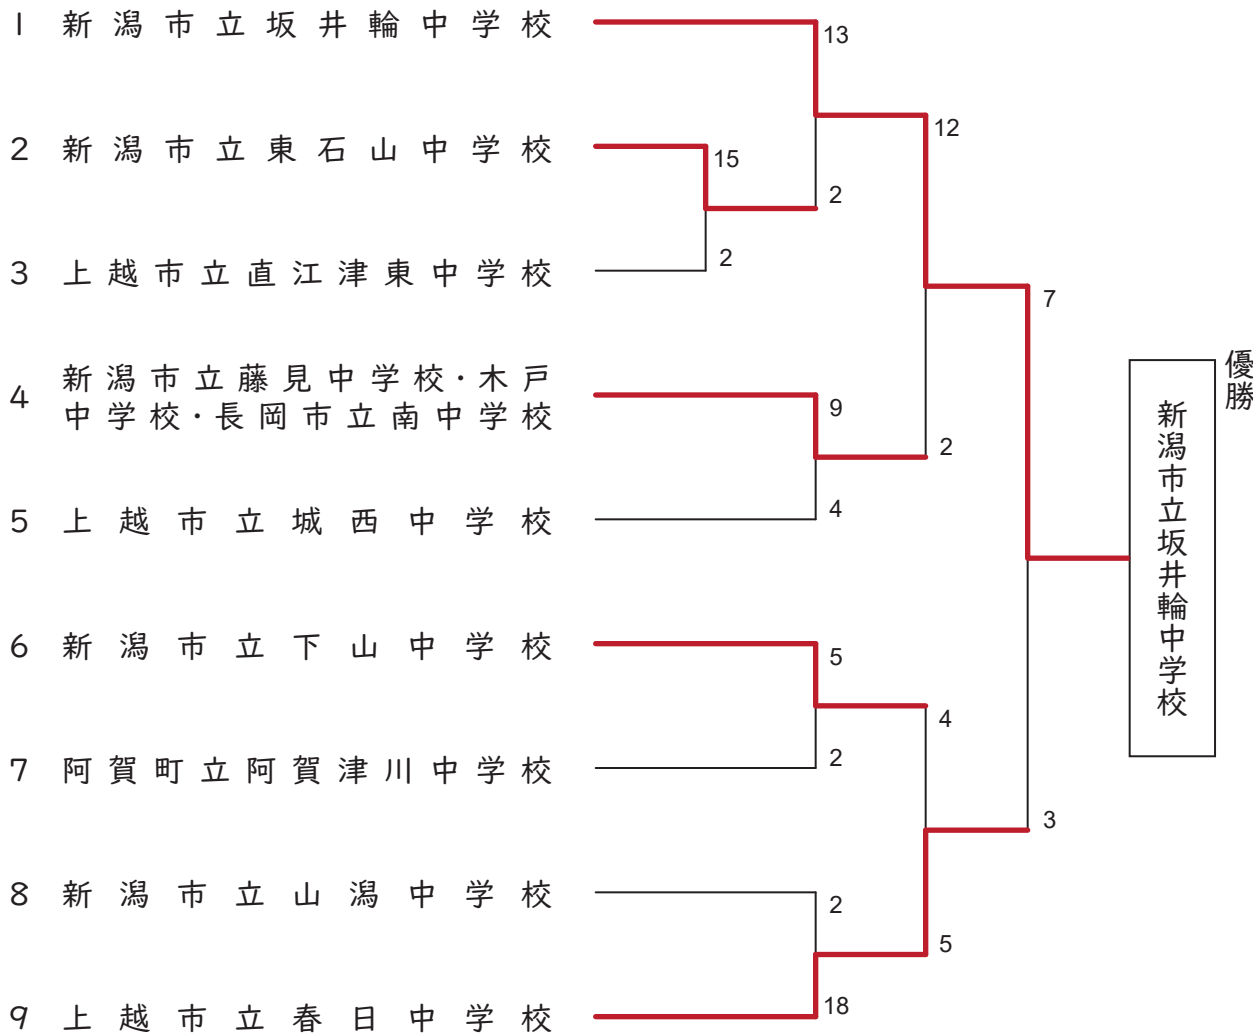 1 新潟市立坂井輪中学校
13
12
2 新潟市立東石山中学校
15
2
2
3 上越市立直江津東中学校
7
4 新潟市立藤見中学校・木戸
中学校・長岡市立南中学校
9
2
5 上越市立城西中学校
4
優勝
新潟市立坂井輪中学校
6 新潟市立下山中学校
5
4
7 阿賀町立阿賀津川中学校
2
3
8 新潟市立山潟中学校
2
5
9 上越市立春日中学校
18